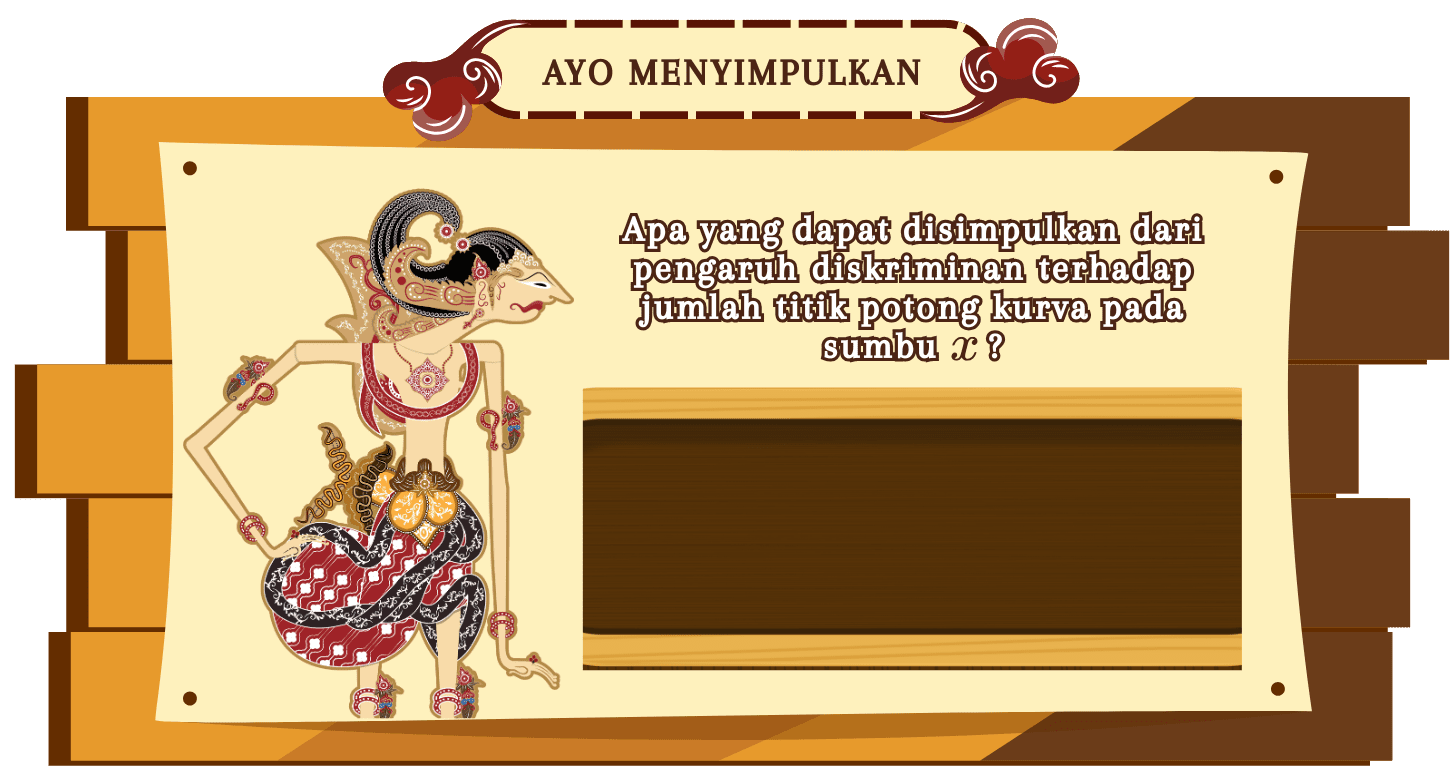 AYO MENYIMPULKAN
Apa yang dapat disimpulkan dari
pengaruh diskriminan terhadap
jumlah titik potong kurva pada
sumbu x ?